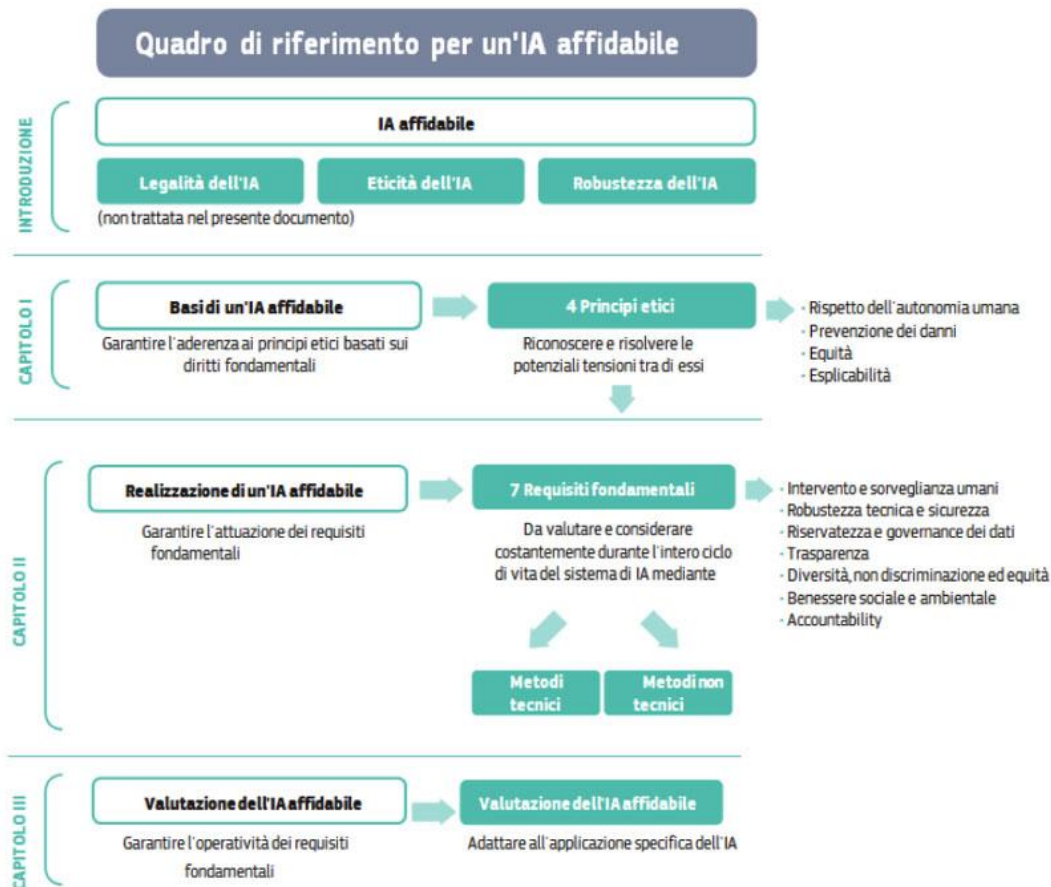 Quadro di riferimento per un'IA affidabile
INTRODUZIONE
IA affidabile
Legalità dell'IA
Eticità dell'IA
Robustezza dell'IA
(non trattata nel presente documento)
CAPITOLO I
Basi di un'IA affidabile
Garantire l'aderenza ai principi etici basati sui
diritti fondamentali
4 Principi etici
Riconoscere e risolvere le
potenziali tensioni tra di essi
· Rispetto dell'autonomia umana
· Prevenzione dei danni
· Equità
· Esplicabilità
CAPITOLO II
Realizzazione di un'IA affidabile
Garantire l'attuazione dei requisiti
fondamentali
7 Requisiti fondamentali
Da valutare e considerare
costantemente durante l'intero ciclo
di vita del sistema di IA mediante
· Intervento e sorveglianza umani
· Robustezza tecnica e sicurezza
· Riservatezza e governance dei dati
· Trasparenza
· Diversità, non discriminazione ed equità
· Benessere sociale e ambientale
· Accountability
Metodi
tecnici
Metodi non
tecnici
CAPITOLO III
Valutazione dell'IA affidabile
Garantire l'operatività dei requisiti
fondamentali
Valutazione dell'IA affidabile
Adattare all'applicazione specifica dell'IA